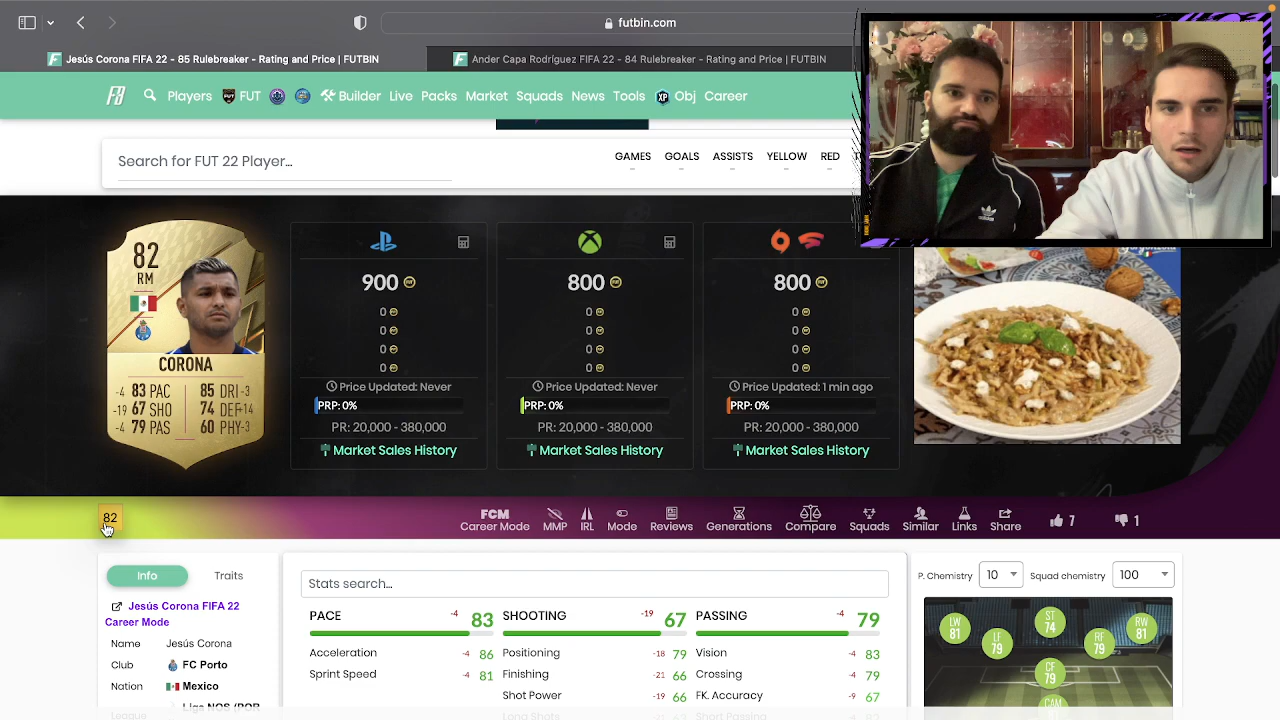 futbin.com
Jesús Corona FIFA 22 - 85 Rulebreaker - Rating and Price | FUTBIN
Ander Capa Rodríguez FIFA 22 - 84 Rulebreaker - Rating and Price | FUTBIN
Players FUT Builder Live Packs Market Squads News Tools XP Obj Career
Search for FUT 22 Player...
GAMES GOALS ASSISTS YELLOW RED
- - - - -
82
RM
CORONA
-4 83 PAC 85 DRI -3
-19 67 SHO 74 DEF -14
-4 79 PAS 60 PHY -3
900
0
0
0
0
Price Updated: Never
PRP: 0%
PR: 20,000 - 380,000
Market Sales History
800
0
0
0
0
Price Updated: Never
PRP: 0%
PR: 20,000 - 380,000
Market Sales History
800
0
0
0
0
Price Updated: 1 min ago
PRP: 0%
PR: 20,000 - 380,000
Market Sales History
82
FCM
Career Mode MMP IRL Mode Reviews Generations Compare Squads Similar Links Share 7 1
Info Traits
Jesús Corona FIFA 22
Career Mode
Name Jesús Corona
Club FC Porto
Nation Mexico
League Liga NOS (POR
Stats search...
PACE -4 83
Acceleration -4 86
Sprint Speed -4 81
SHOOTING -19 67
Positioning -18 79
Finishing -21 66
Shot Power -19 66
PASSING -4 79
Vision -4 83
Crossing -4 79
FK. Accuracy -9 67
P. Chemistry 10 Squad chemistry 100
LW
81
LF
79
ST
74
RF
79
RW
81
CF
79
CAM